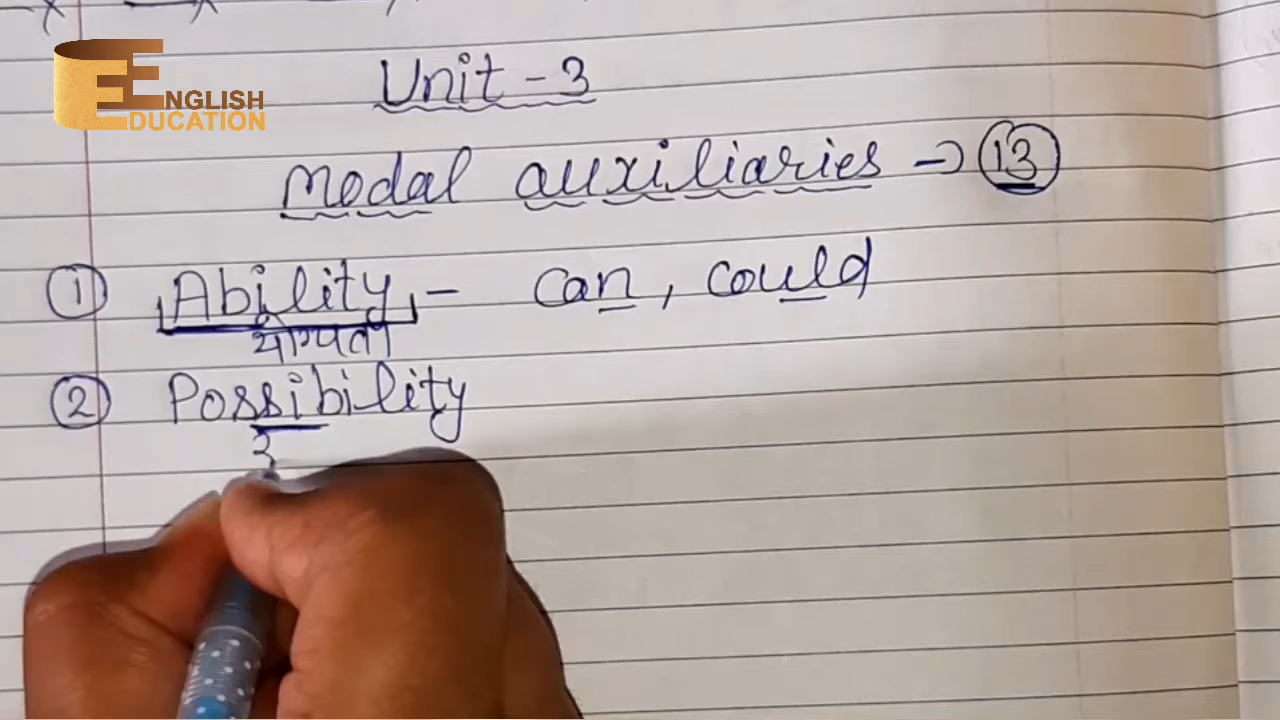 ENGLISH
EDUCATION
Unit - 3
Modal auxiliaries → 13
① Ability - Can, Could
योग्यता
② Possibility